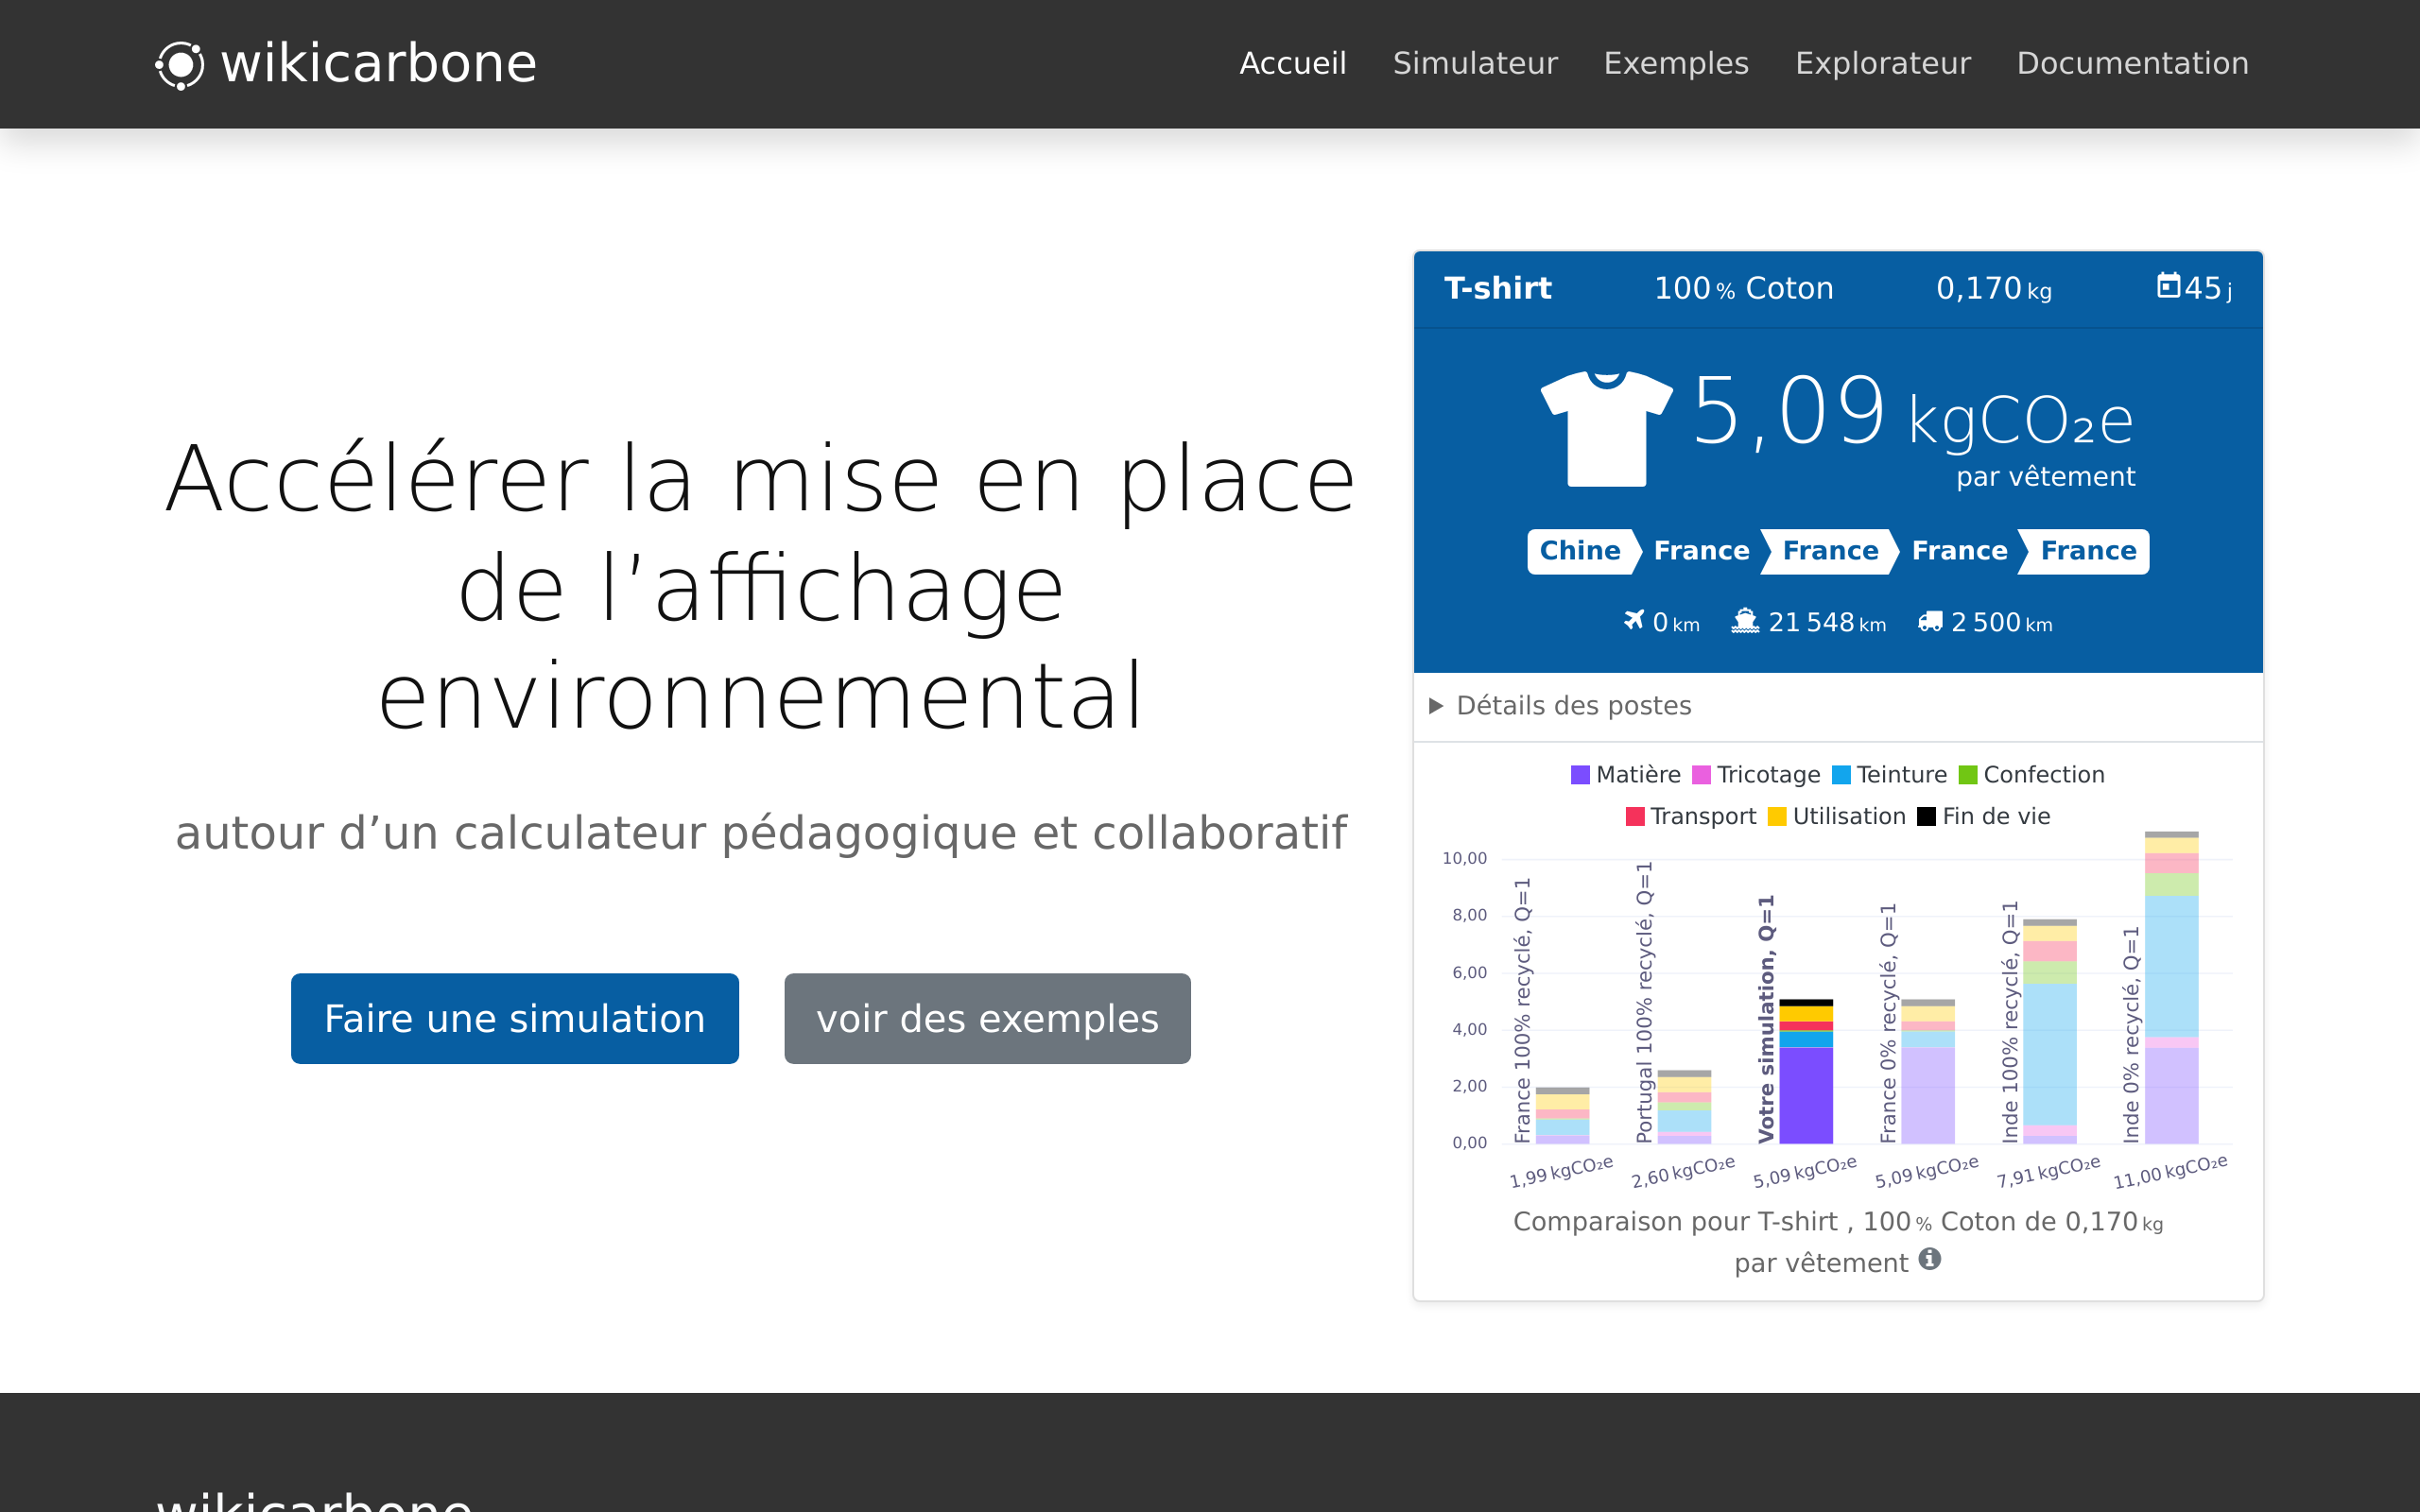 wikicarbone
Accueil Simulateur Exemples Explorateur Documentation
Accélérer la mise en place
de l’affichage
environnemental
autour d’un calculateur pédagogique et collaboratif
Faire une simulation voir des exemples
T-shirt 100 % Coton 0,170 kg 45 j
5,09 kgCO₂e
par vêtement
Chine France France France France
0 km 21 548 km 2 500 km
Détails des postes
Matière Tricotage Teinture Confection
Transport Utilisation Fin de vie
10,00
8,00
6,00
4,00
2,00
0,00
France 100% recyclé, Q=1
Portugal 100% recyclé, Q=1
Votre simulation, Q=1
France 0% recyclé, Q=1
Inde 100% recyclé, Q=1
Inde 0% recyclé, Q=1
1,99 kgCO₂e
2,60 kgCO₂e
5,09 kgCO₂e
5,09 kgCO₂e
7,91 kgCO₂e
11,00 kgCO₂e
Comparaison pour T-shirt , 100 % Coton de 0,170 kg
par vêtement
wikicarbone